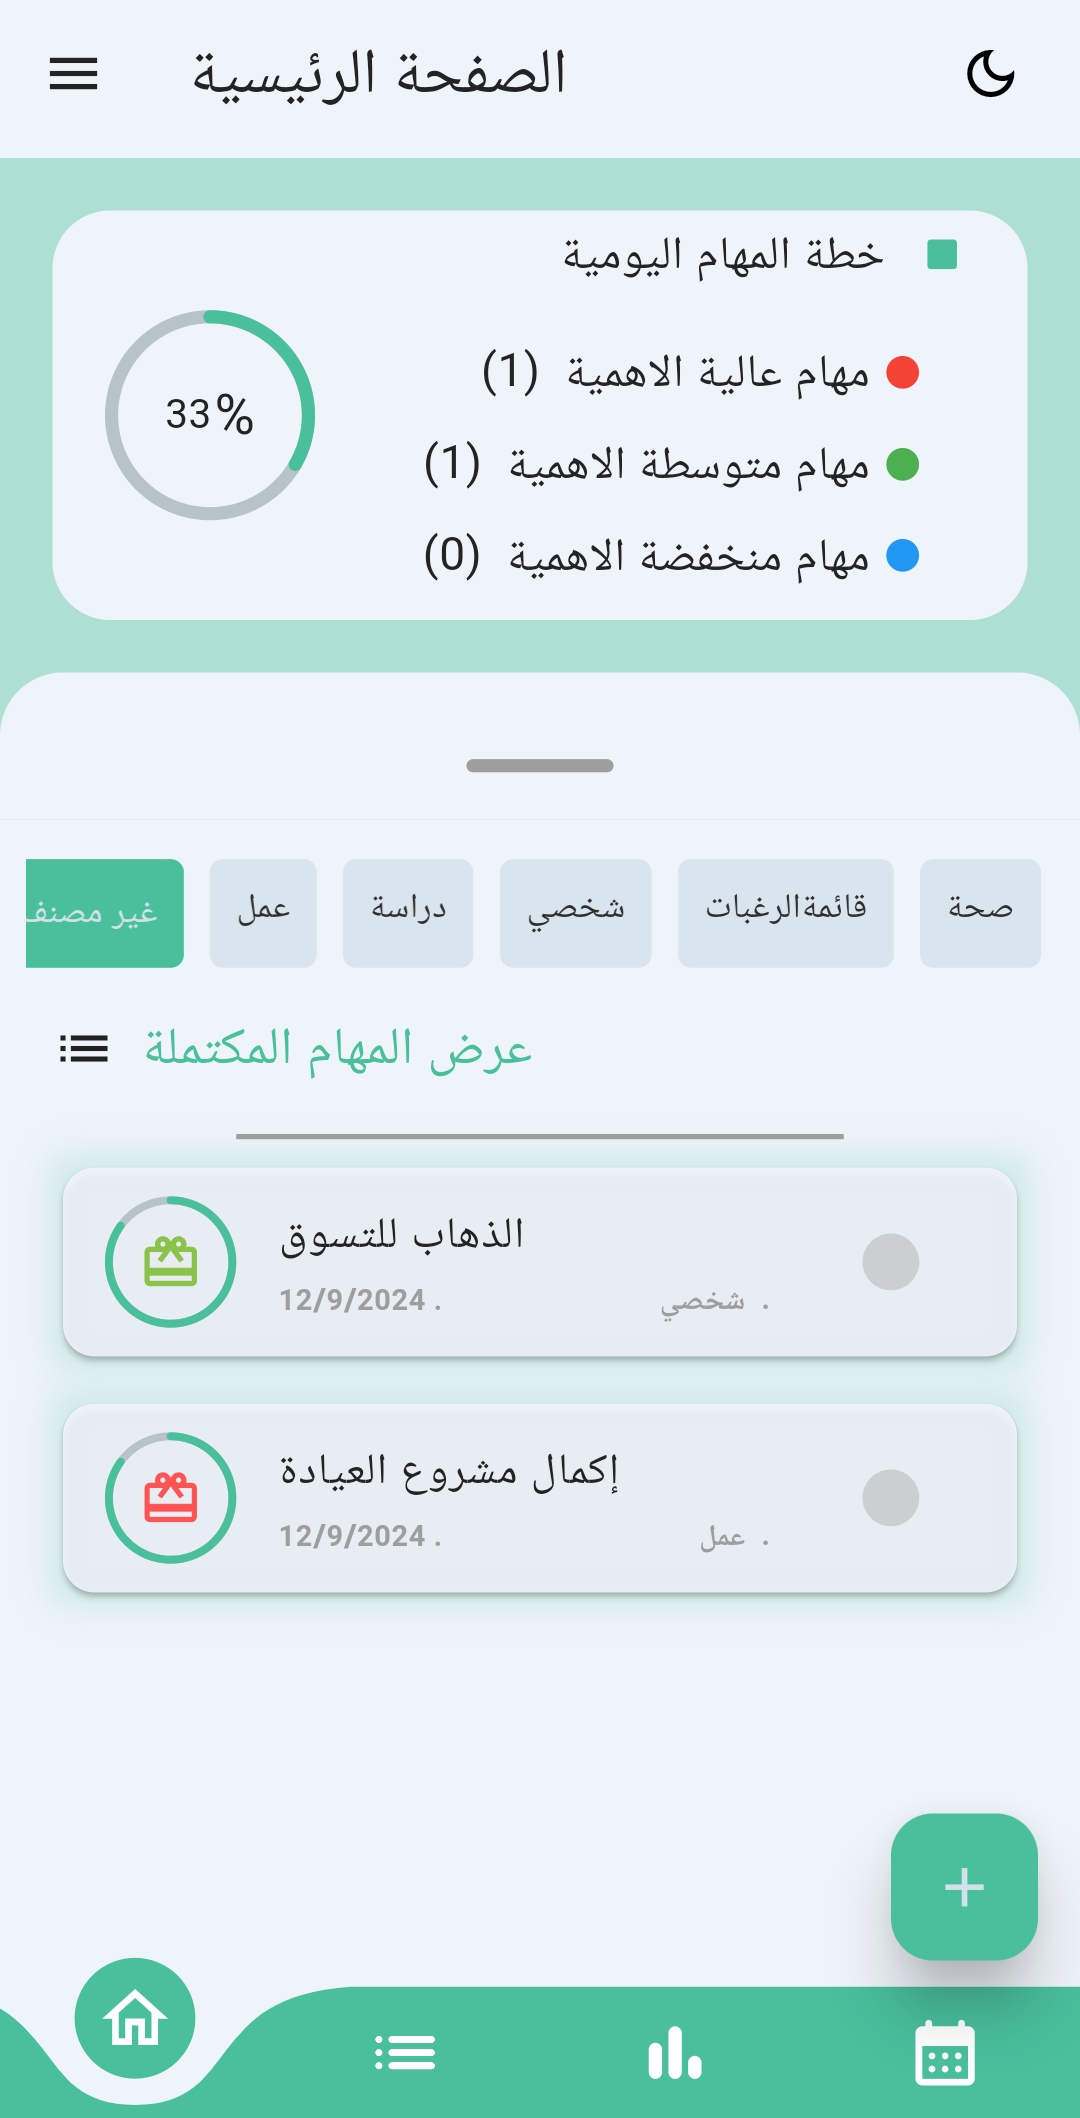 الصفحة الرئيسية
خطة المهام اليومية
مهام عالية الاهمية (1)
33%
مهام متوسطة الاهمية (1)
مهام منخفضة الاهمية (0)
غير مصنف
عمل
دراسة
شخصي
قائمةالرغبات
صحة
عرض المهام المكتملة
الذهاب للتسوق
12/9/2024 .
. شخصي
إكمال مشروع العيادة
12/9/2024 .
. عمل